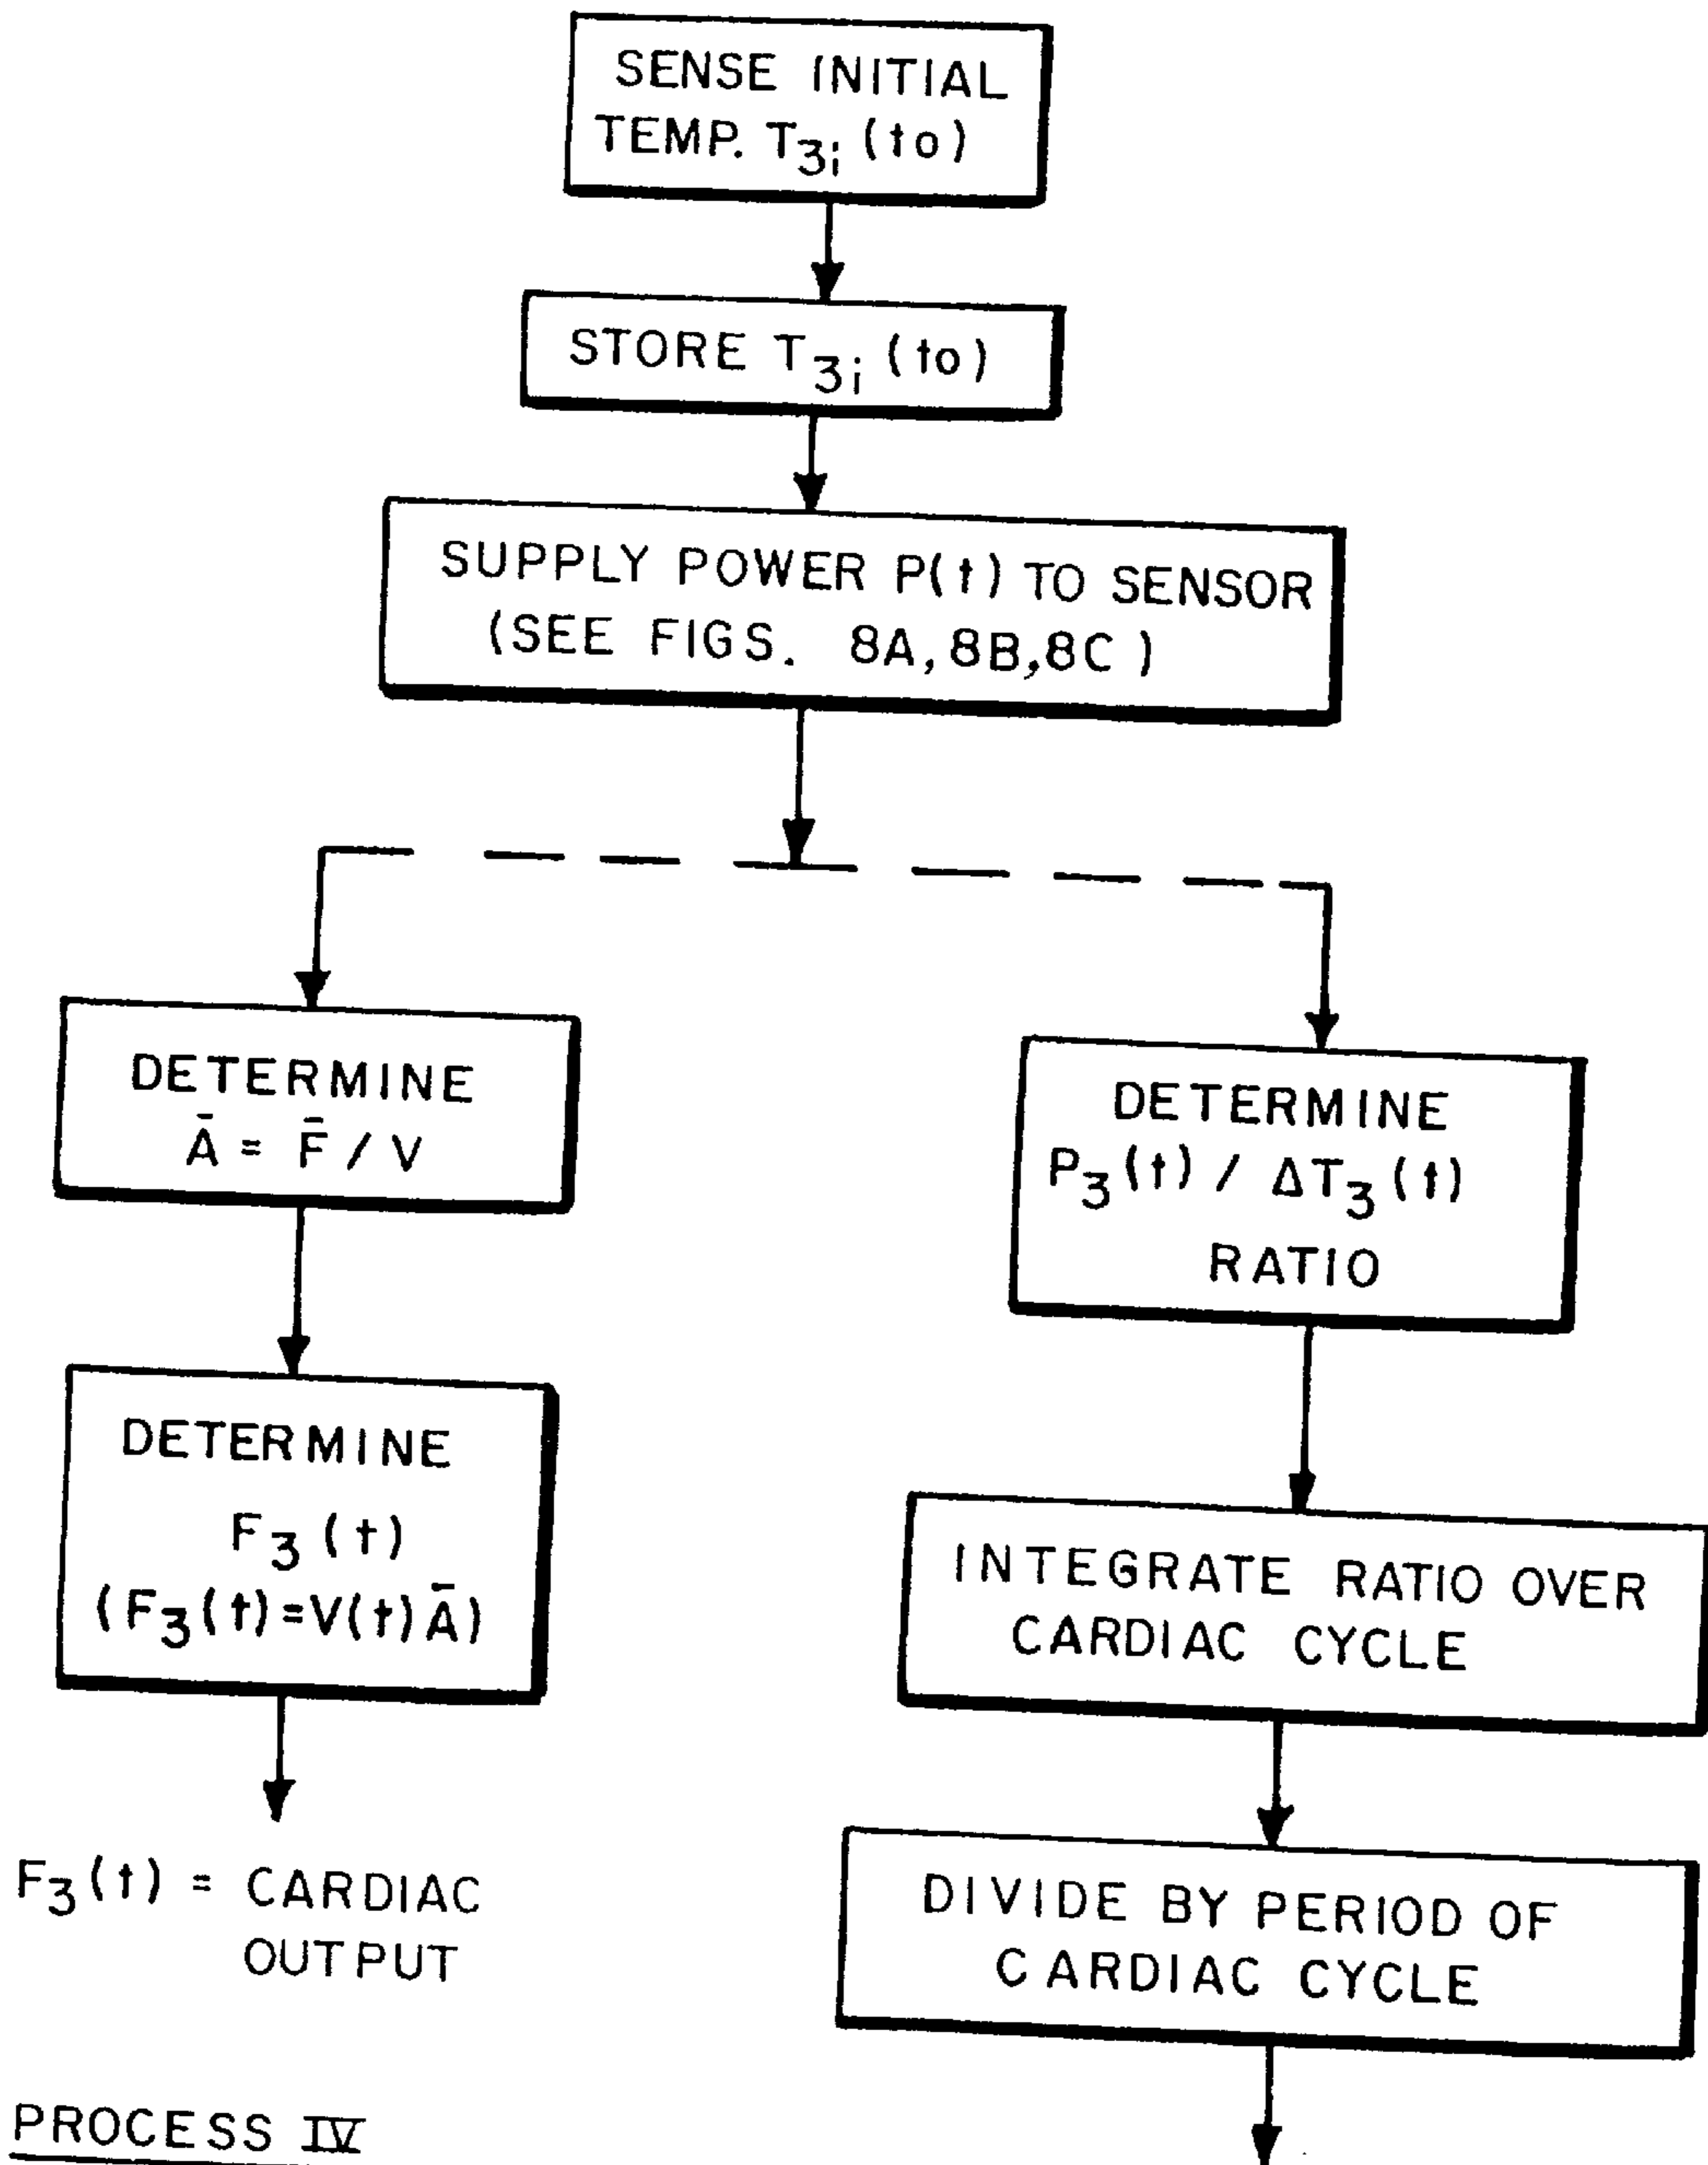 SENSE INITIAL
TEMP. T3i (to)
STORE T3i (to)
SUPPLY POWER P(t) TO SENSOR
(SEE FIGS. 8A, 8B, 8C )
DETERMINE
Ā = F̄ / V
DETERMINE
F3 (t)
(F3(t)=V(t)Ā)
F3(t) = CARDIAC
OUTPUT
DETERMINE
P3(t) / ΔT3(t)
RATIO
INTEGRATE RATIO OVER
CARDIAC CYCLE
DIVIDE BY PERIOD OF
CARDIAC CYCLE
PROCESS IV